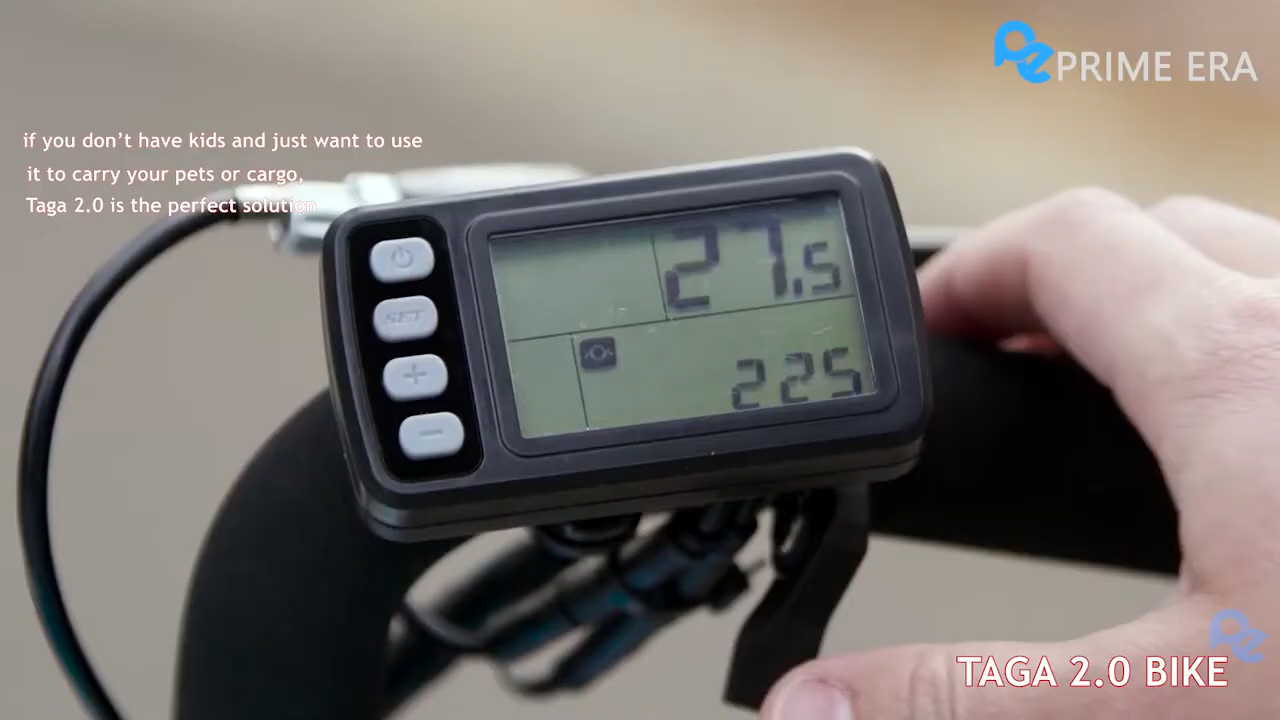 PRIME ERA
if you don't have kids and just want to use
it to carry your pets or cargo,
Taga 2.0 is the perfect solution
27.5
SET
+
−
225
TAGA 2.0 BIKE